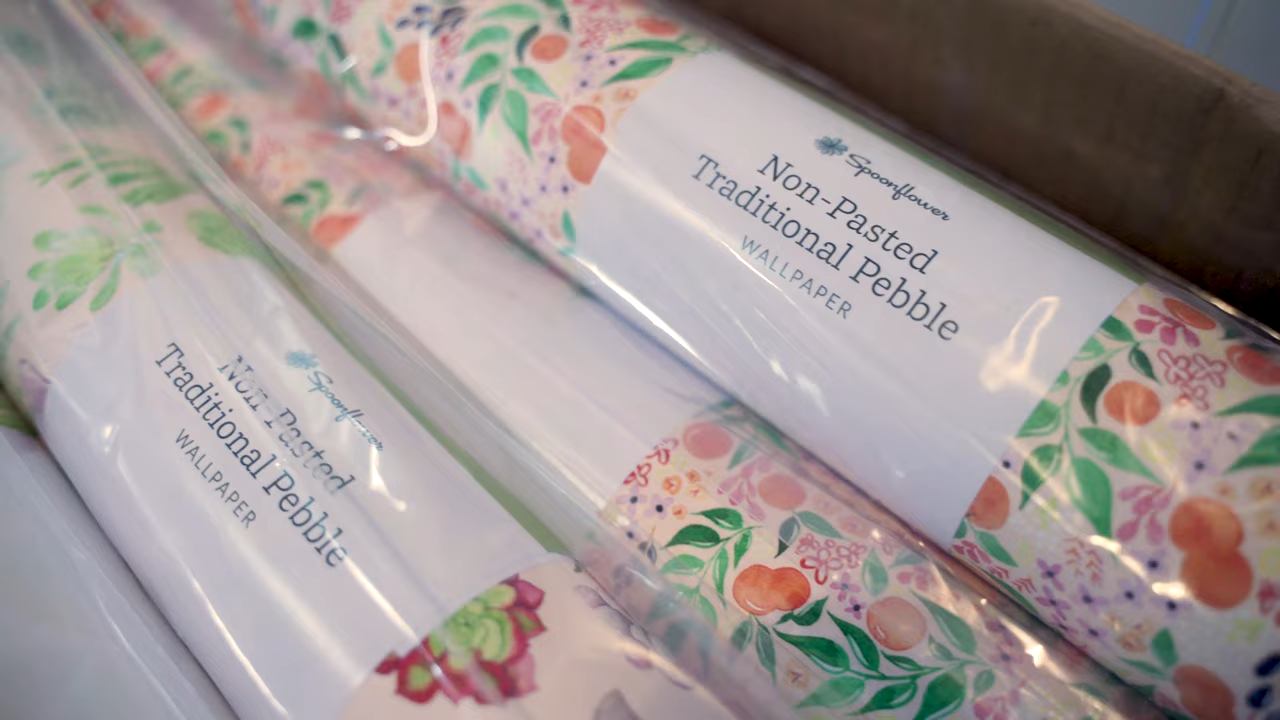 Spoonflower
Non-Pasted
Traditional Pebble
WALLPAPER
Spoonflower
Non-Pasted
Traditional Pebble
WALLPAPER